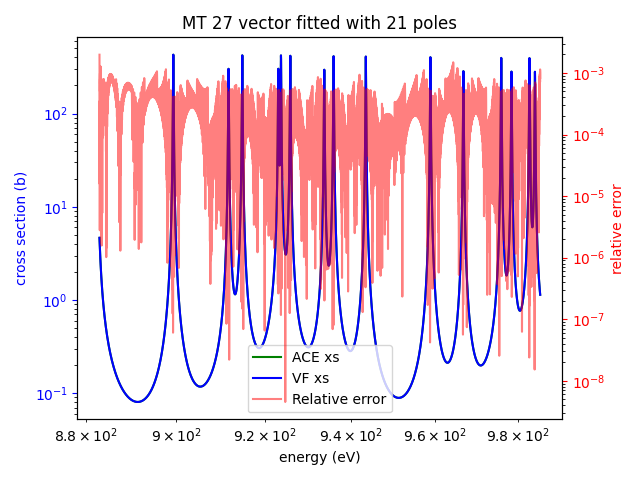 MT 27 vector fitted with 21 poles
cross section (b)
10²
10¹
10⁰
10⁻¹
10⁻³
10⁻⁴
10⁻⁵
10⁻⁶
10⁻⁷
10⁻⁸
relative error
ACE xs
VF xs
Relative error
8.8 × 10² 9 × 10² 9.2 × 10² 9.4 × 10² 9.6 × 10² 9.8 × 10²
energy (eV)